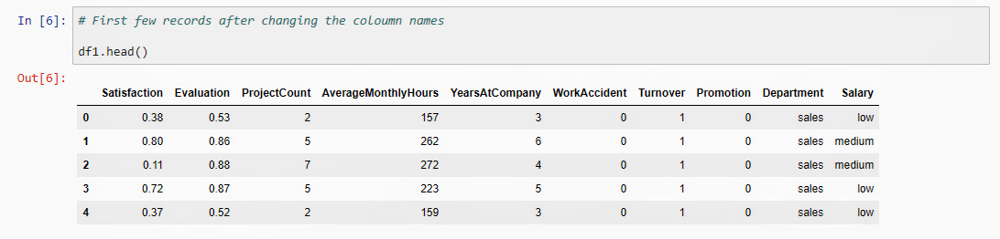 In [6]: # First few records after changing the coloumn names
df1.head()
Out[6]:
Satisfaction Evaluation ProjectCount AverageMonthlyHours YearsAtCompany WorkAccident Turnover Promotion Department Salary
0 0.38 0.53 2 157 3 0 1 0 sales low
1 0.80 0.86 5 262 6 0 1 0 sales medium
2 0.11 0.88 7 272 4 0 1 0 sales medium
3 0.72 0.87 5 223 5 0 1 0 sales low
4 0.37 0.52 2 159 3 0 1 0 sales low